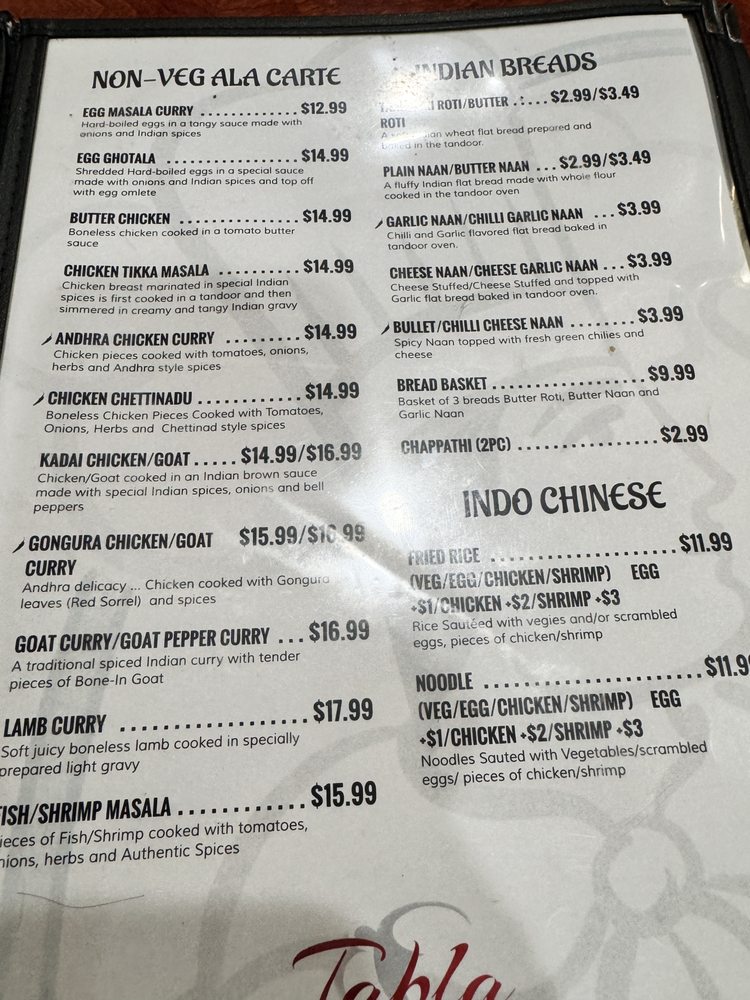 NON-VEG ALA CARTE
EGG MASALA CURRY ............. $12.99
Hard-boiled eggs in a tangy sauce made with
onions and Indian spices
EGG GHOTALA .................. $14.99
Shredded Hard-boiled eggs in a special sauce
made with onions and Indian spices and top off
with egg omlete
BUTTER CHICKEN ............... $14.99
Boneless chicken cooked in a tomato butter
sauce
CHICKEN TIKKA MASALA .......... $14.99
Chicken breast marinated in special Indian
spices is first cooked in a tandoor and then
simmered in creamy and tangy Indian gravy
ANDHRA CHICKEN CURRY ........... $14.99
Chicken pieces cooked with tomatoes, onions,
herbs and Andhra style spices
CHICKEN CHETTINADU ............. $14.99
Boneless Chicken Pieces Cooked with Tomatoes,
Onions, Herbs and Chettinad style spices
KADAI CHICKEN/GOAT ..... $14.99/$16.99
Chicken/Goat cooked in an Indian brown sauce
made with special Indian spices, onions and bell
peppers
GONGURA CHICKEN/GOAT $15.99/$16.99
CURRY
Andhra delicacy ... Chicken cooked with Gongura
leaves (Red Sorrel) and spices
GOAT CURRY/GOAT PEPPER CURRY ... $16.99
A traditional spiced Indian curry with tender
pieces of Bone-In Goat
LAMB CURRY .................. $17.99
Soft juicy boneless lamb cooked in specially
prepared light gravy
FISH/SHRIMP MASALA ............ $15.99
ieces of Fish/Shrimp cooked with tomatoes,
nions, herbs and Authentic Spices
INDIAN BREADS
ROTI/BUTTER ...... $2.99/$3.49
ROTI
wheat flat bread prepared and
baked in the tandoor.
PLAIN NAAN/BUTTER NAAN ... $2.99/$3.49
A fluffy Indian flat bread made with whole flour
cooked in the tandoor oven
GARLIC NAAN/CHILLI GARLIC NAAN ... $3.99
Chilli and Garlic flavored flat bread baked in
tandoor oven.
CHEESE NAAN/CHEESE GARLIC NAAN ... $3.99
Cheese Stuffed/Cheese Stuffed and topped with
Garlic flat bread baked in tandoor oven.
BULLET/CHILLI CHEESE NAAN ........ $3.99
Spicy Naan topped with fresh green chilies and
cheese
BREAD BASKET ................... $9.99
Basket of 3 breads Butter Roti, Butter Naan and
Garlic Naan
CHAPPATHI (2PC) ................ $2.99
INDO CHINESE
FRIED RICE .................... $11.99
(VEG/EGG/CHICKEN/SHRIMP) EGG
+$1/CHICKEN +$2/SHRIMP +$3
Rice Sautéed with vegies and/or scrambled
eggs, pieces of chicken/shrimp
NOODLE ........................ $11.99
(VEG/EGG/CHICKEN/SHRIMP) EGG
+$1/CHICKEN +$2/SHRIMP +$3
Noodles Sauted with Vegetables/scrambled
eggs/ pieces of chicken/shrimp
Tabla